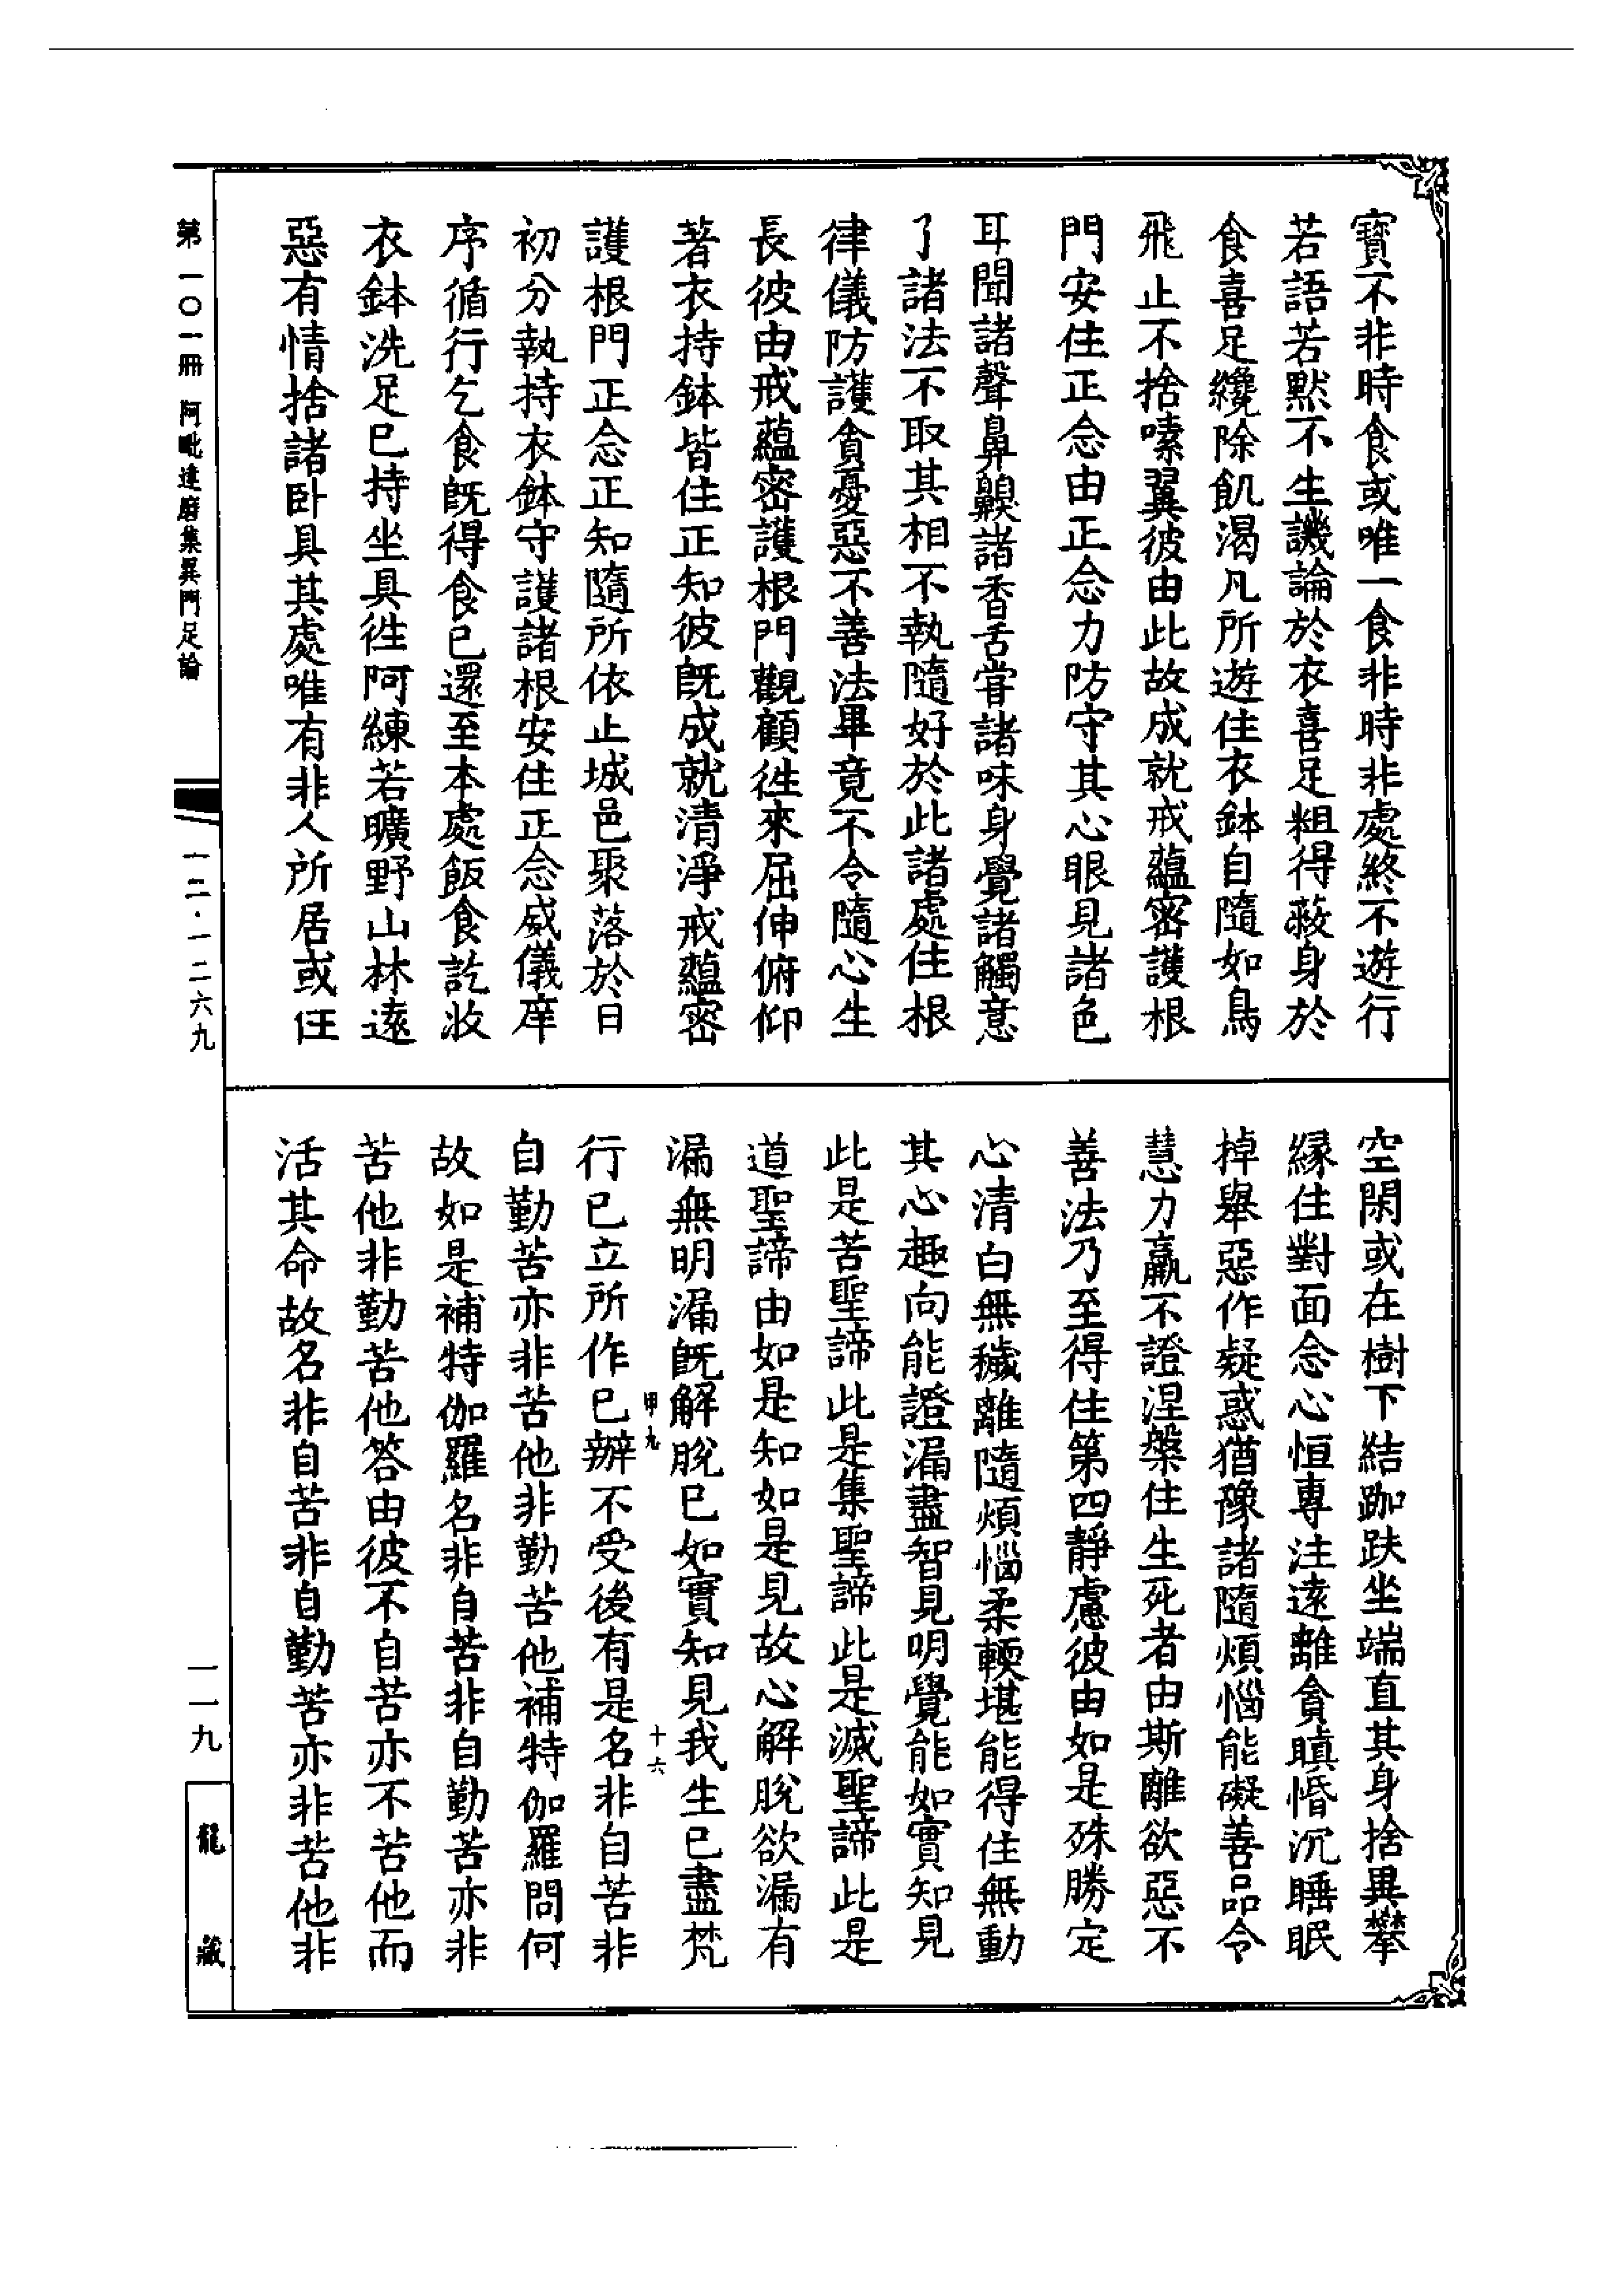 寶不非時食或唯一食非時非處終不遊行
若語若默不生譏論於衣喜足粗得蔽身於
食喜足纔除飢渴凡所遊住衣鉢自隨如鳥
飛止不捨嗉翼彼由此故成就戒蘊密護根
門安住正念由正念力防守其心眼見諸色
耳聞諸聲鼻齅諸香舌甞諸味身覺諸觸意
了諸法不取其相不執隨好於此諸處住根
律儀防護貪憂惡不善法畢竟不令隨心生
長彼由戒蘊密護根門觀顧徃來屈伸俯仰
著衣持鉢皆住正知彼旣成就清淨戒蘊密
護根門正念正知隨所依止城邑聚落於日
初分執持衣鉢守護諸根安住正念威儀庠
序循行乞食旣得食已還至本處飯食訖收
衣鉢洗足已持坐具徃阿練若曠野山林遠
惡有情捨諸卧具其處唯有非人所居或住
空閑或在樹下結跏趺坐端直其身捨異攀
緣住對面念心恒專注遠離貪瞋惛沉睡眠
掉舉惡作疑惑猶豫諸隨煩惱能礙善品令
慧力羸不證涅槃住生死者由斯離欲惡不
善法乃至得住第四靜慮彼由如是殊勝定
心清白無穢離隨煩惱柔輭堪能得住無動
其心趣向能證漏盡智見明覺能如實知見
此是苦聖諦此是集聖諦此是滅聖諦此是
道聖諦由如是知如是見故心解脫欲漏有
漏無明漏旣解脫已如實知見我生已盡梵
甲九 十六
行已立所作已辦不受後有是名非自苦非
自勤苦亦非苦他非勤苦他補特伽羅問何
故如是補特伽羅名非自苦非自勤苦亦非
苦他非勤苦他答由彼不自苦亦不苦他而
活其命故名非自苦非自勤苦亦非苦他非
第一〇一冊 阿毗達磨集異門足論
一二·一二六九
一一九
龍藏